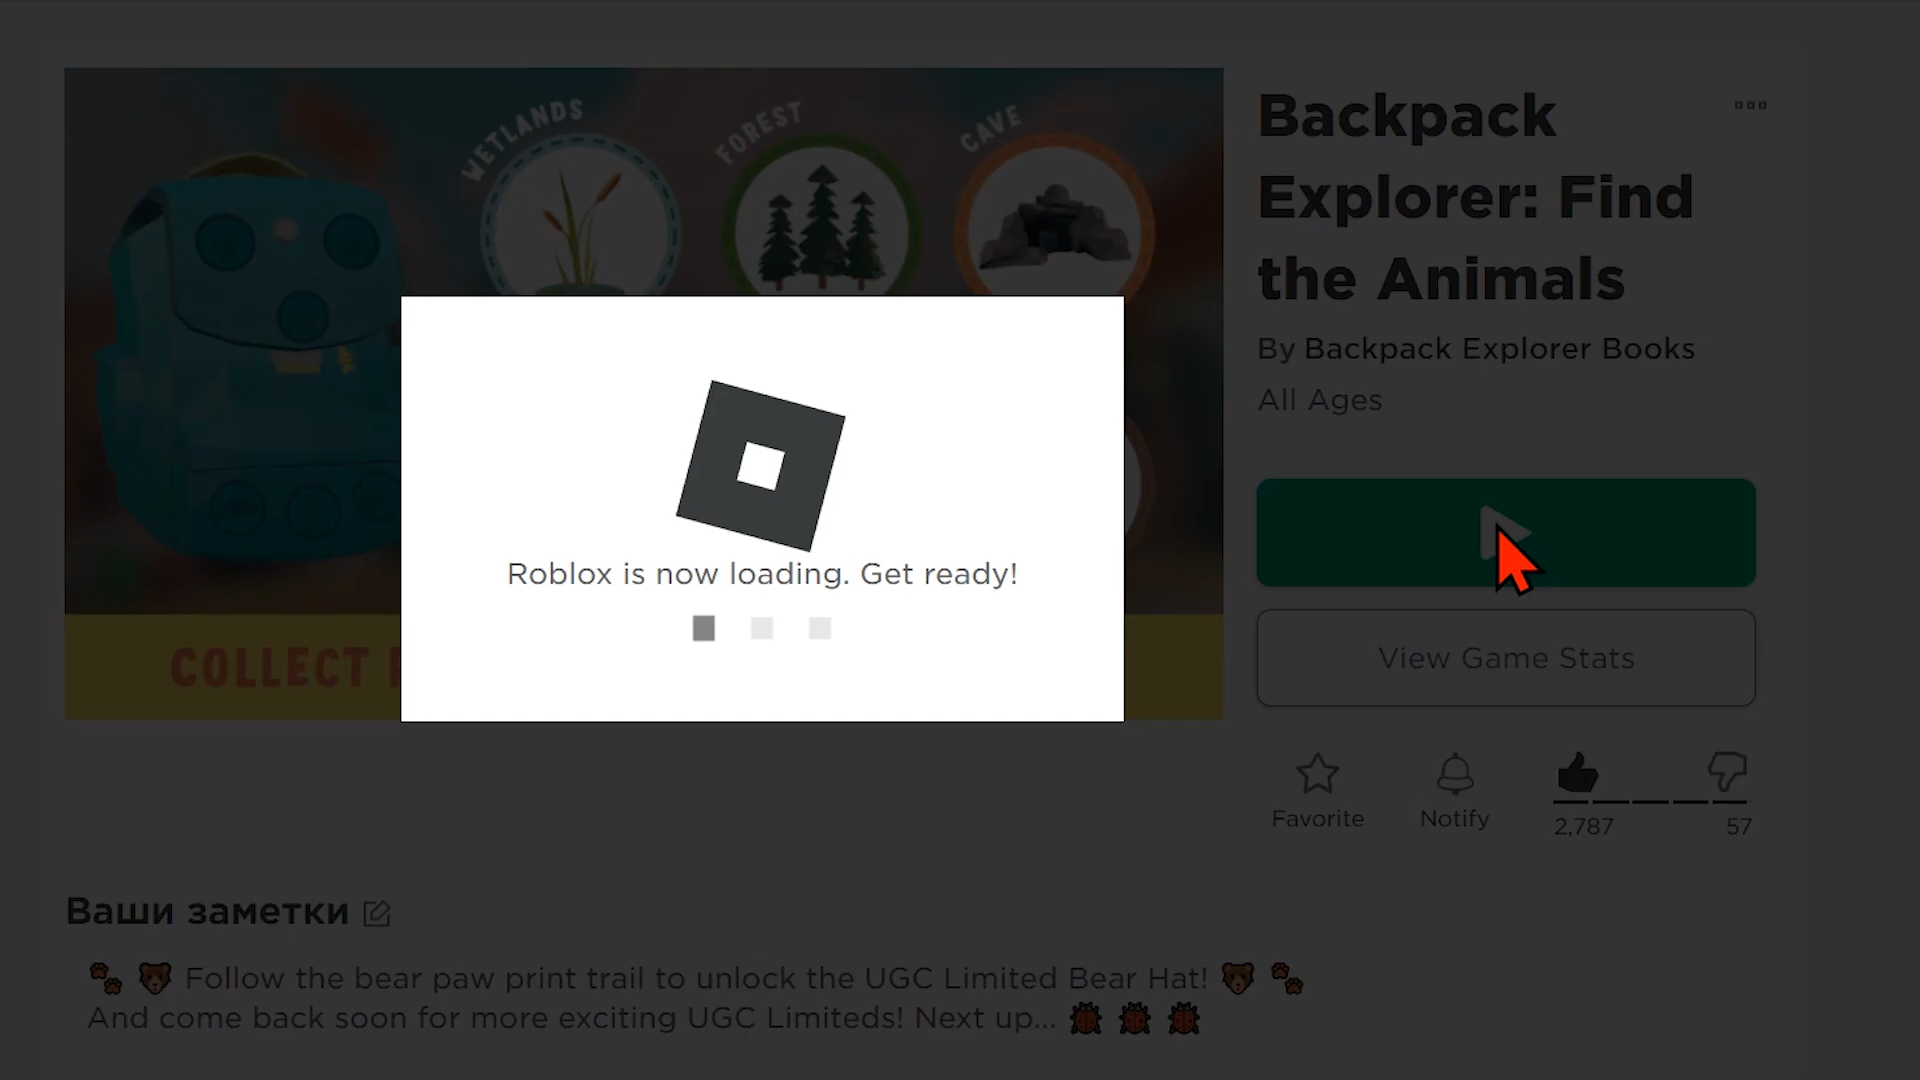 WETLANDS
FOREST
CAVE
COLLECT
Backpack
Explorer: Find
the Animals
By Backpack Explorer Books
All Ages
Roblox is now loading. Get ready!
View Game Stats
Favorite
Notify
2,787
57
Ваши заметки
Follow the bear paw print trail to unlock the UGC Limited Bear Hat!
And come back soon for more exciting UGC Limiteds! Next up...